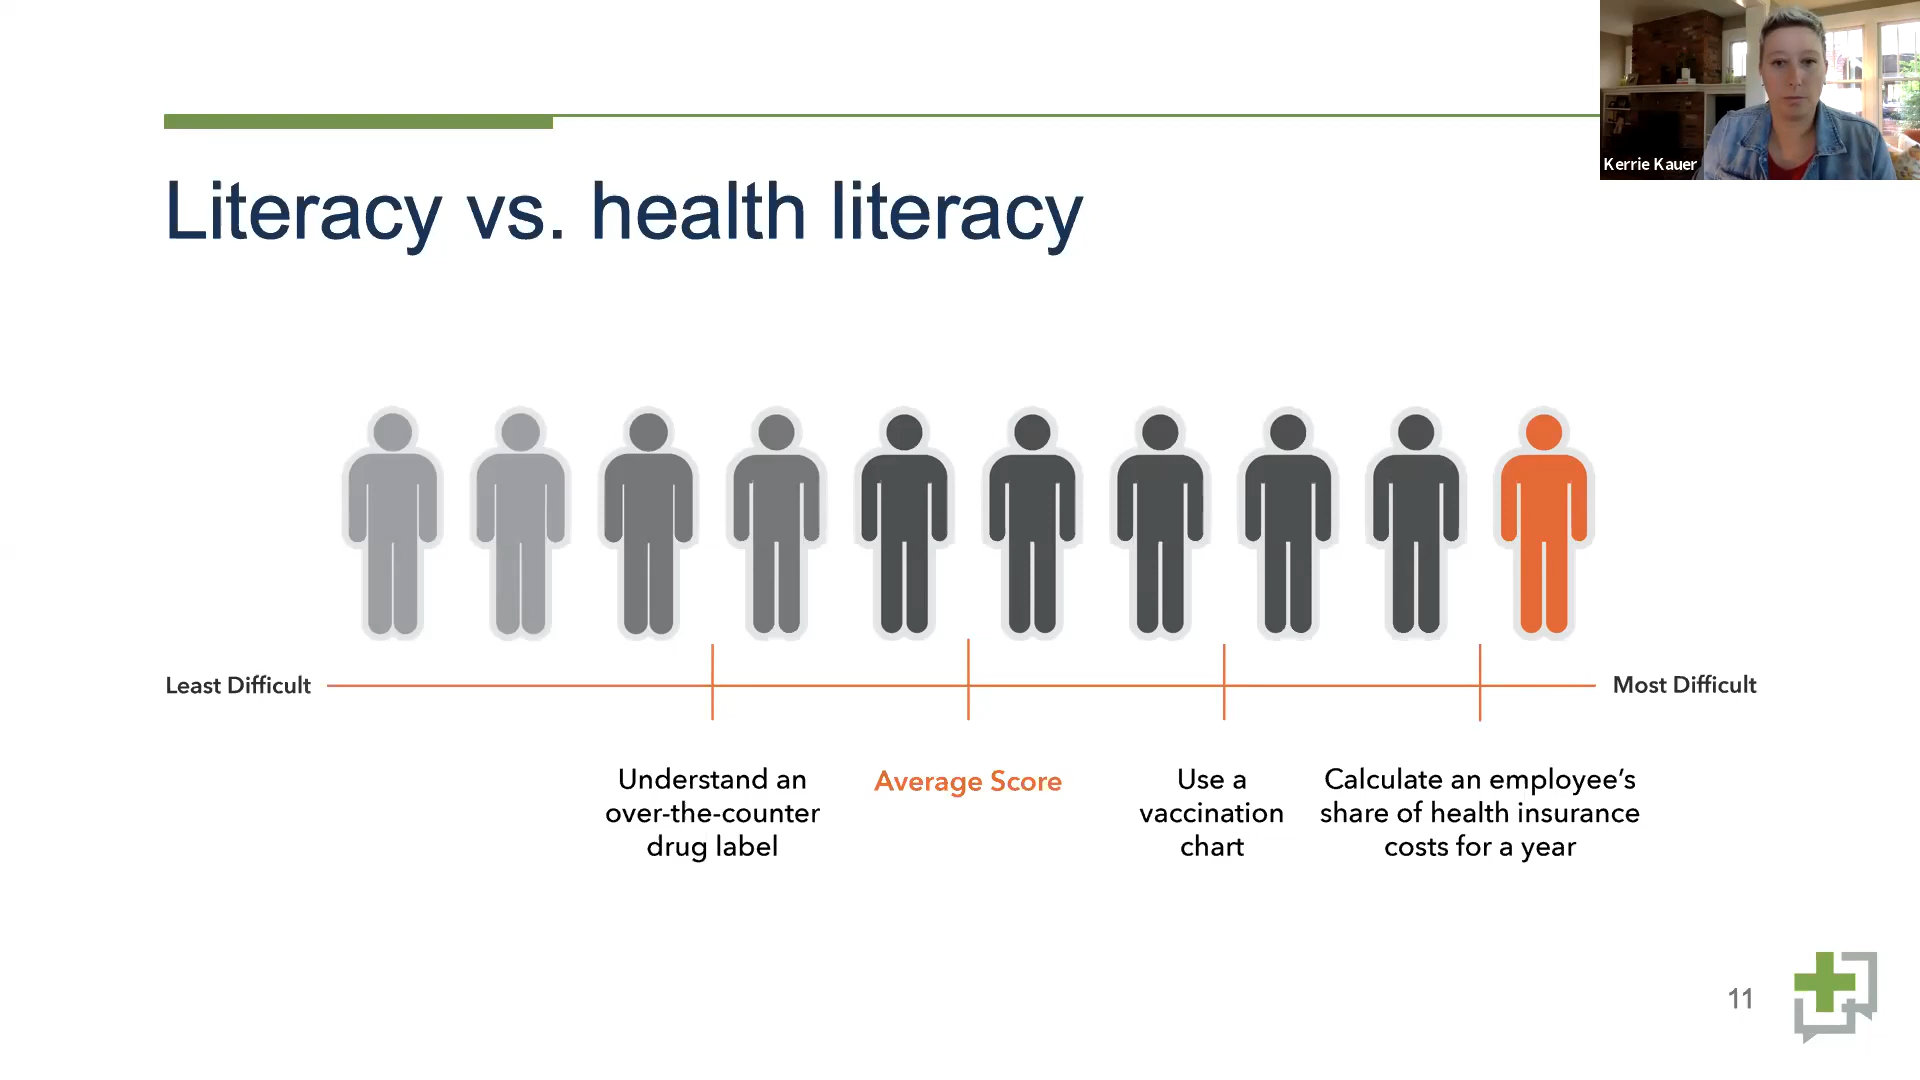 Kerrie Kauer
Literacy vs. health literacy
Least Difficult
Most Difficult
Understand an
over-the-counter
drug label
Average Score
Use a
vaccination
chart
Calculate an employee’s
share of health insurance
costs for a year
11